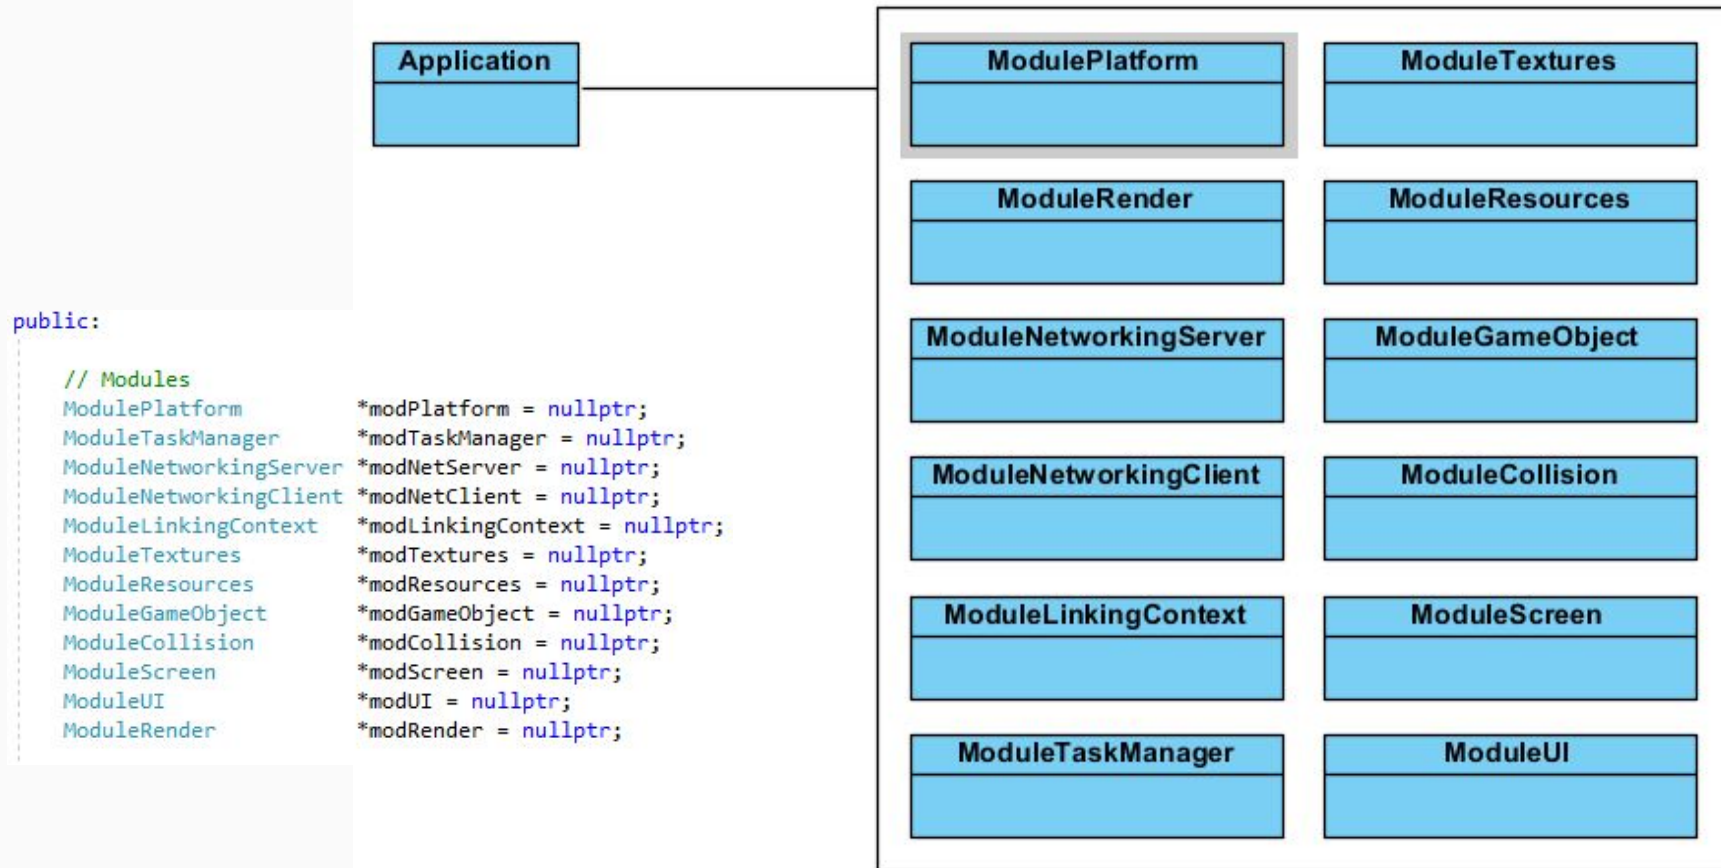 Application
public:
// Modules
ModulePlatform *modPlatform = nullptr;
ModuleTaskManager *modTaskManager = nullptr;
ModuleNetworkingServer *modNetServer = nullptr;
ModuleNetworkingClient *modNetClient = nullptr;
ModuleLinkingContext *modLinkingContext = nullptr;
ModuleTextures *modTextures = nullptr;
ModuleResources *modResources = nullptr;
ModuleGameObject *modGameObject = nullptr;
ModuleCollision *modCollision = nullptr;
ModuleScreen *modScreen = nullptr;
ModuleUI *modUI = nullptr;
ModuleRender *modRender = nullptr;
ModulePlatform
ModuleTextures
ModuleRender
ModuleResources
ModuleNetworkingServer
ModuleGameObject
ModuleNetworkingClient
ModuleCollision
ModuleLinkingContext
ModuleScreen
ModuleTaskManager
ModuleUI